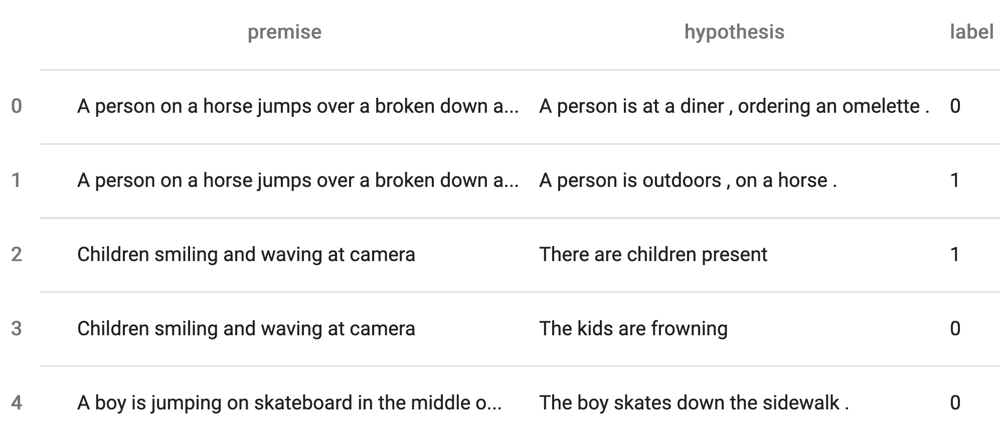 premise hypothesis label
0 A person on a horse jumps over a broken down a... A person is at a diner , ordering an omelette . 0
1 A person on a horse jumps over a broken down a... A person is outdoors , on a horse . 1
2 Children smiling and waving at camera There are children present 1
3 Children smiling and waving at camera The kids are frowning 0
4 A boy is jumping on skateboard in the middle o... The boy skates down the sidewalk . 0